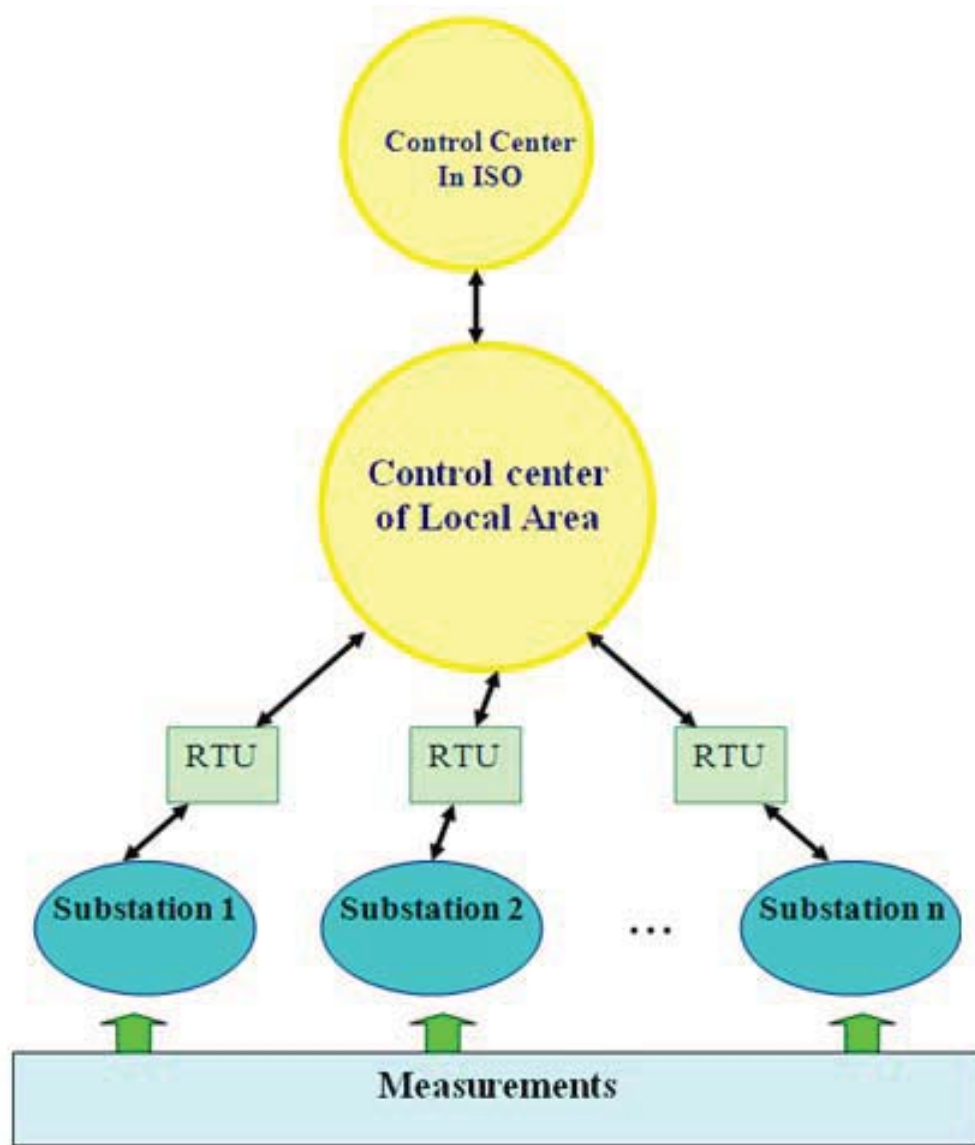 Control Center
In ISO
Control center
of Local Area
RTU
RTU
RTU
Substation 1
Substation 2
...
Substation n
Measurements